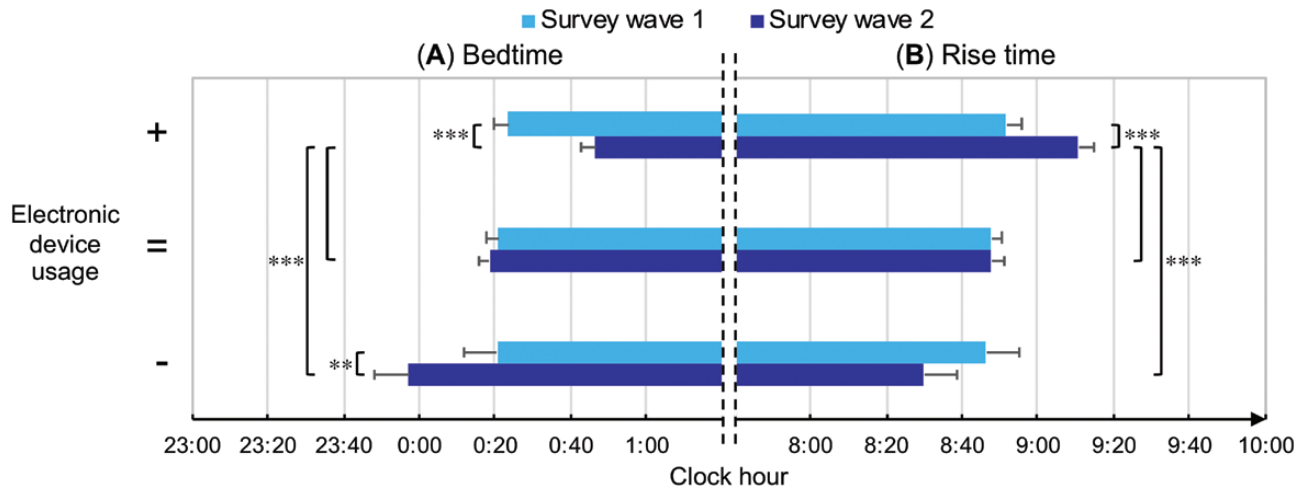 Survey wave 1 Survey wave 2
(A) Bedtime (B) Rise time
+
***
***
Electronic
device
usage
=
***
***
-
**
23:00 23:20 23:40 0:00 0:20 0:40 1:00 8:00 8:20 8:40 9:00 9:20 9:40 10:00
Clock hour